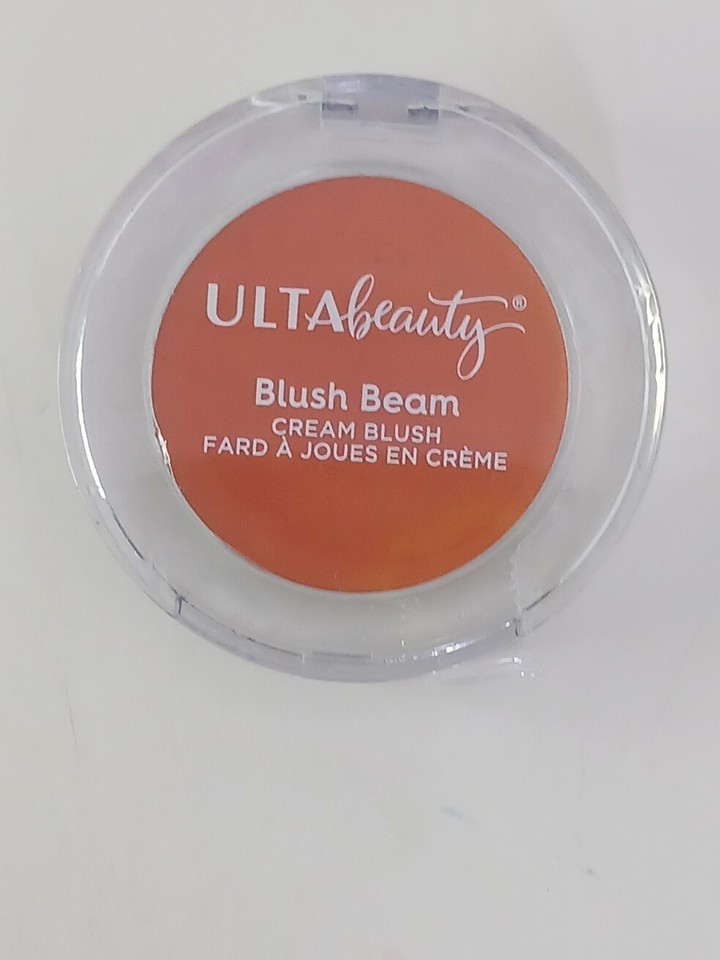 ULTAbeauty®
Blush Beam
CREAM BLUSH
FARD À JOUES EN CRÈME